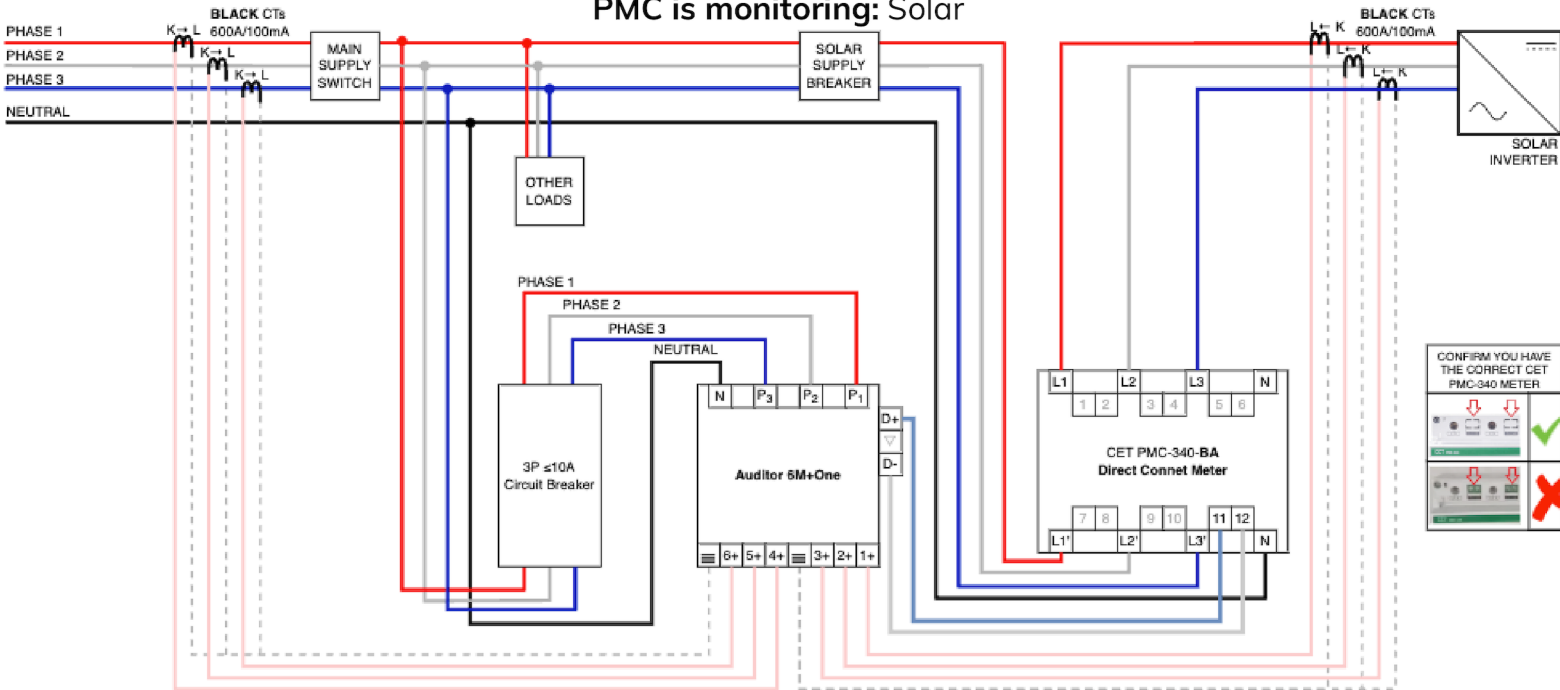 PMC is monitoring: Solar
BLACK CTs
600A/100mA
K→ L
K→ L
K→ L
PHASE 1
PHASE 2
PHASE 3
NEUTRAL
MAIN
SUPPLY
SWITCH
SOLAR
SUPPLY
BREAKER
BLACK CTs
600A/100mA
L← K
L← K
L← K
SOLAR
INVERTER
OTHER
LOADS
PHASE 1
PHASE 2
PHASE 3
NEUTRAL
3P ≤10A
Circuit Breaker
N P3 P2 P1
D+
▽
D-
Auditor 6M+One
6+ 5+ 4+ 3+ 2+ 1+
L1 L2 L3 N
1 2 3 4 5 6
CET PMC-340-BA
Direct Connet Meter
7 8 9 10 11 12
L1' L2' L3' N
CONFIRM YOU HAVE
THE CORRECT CET
PMC-340 METER